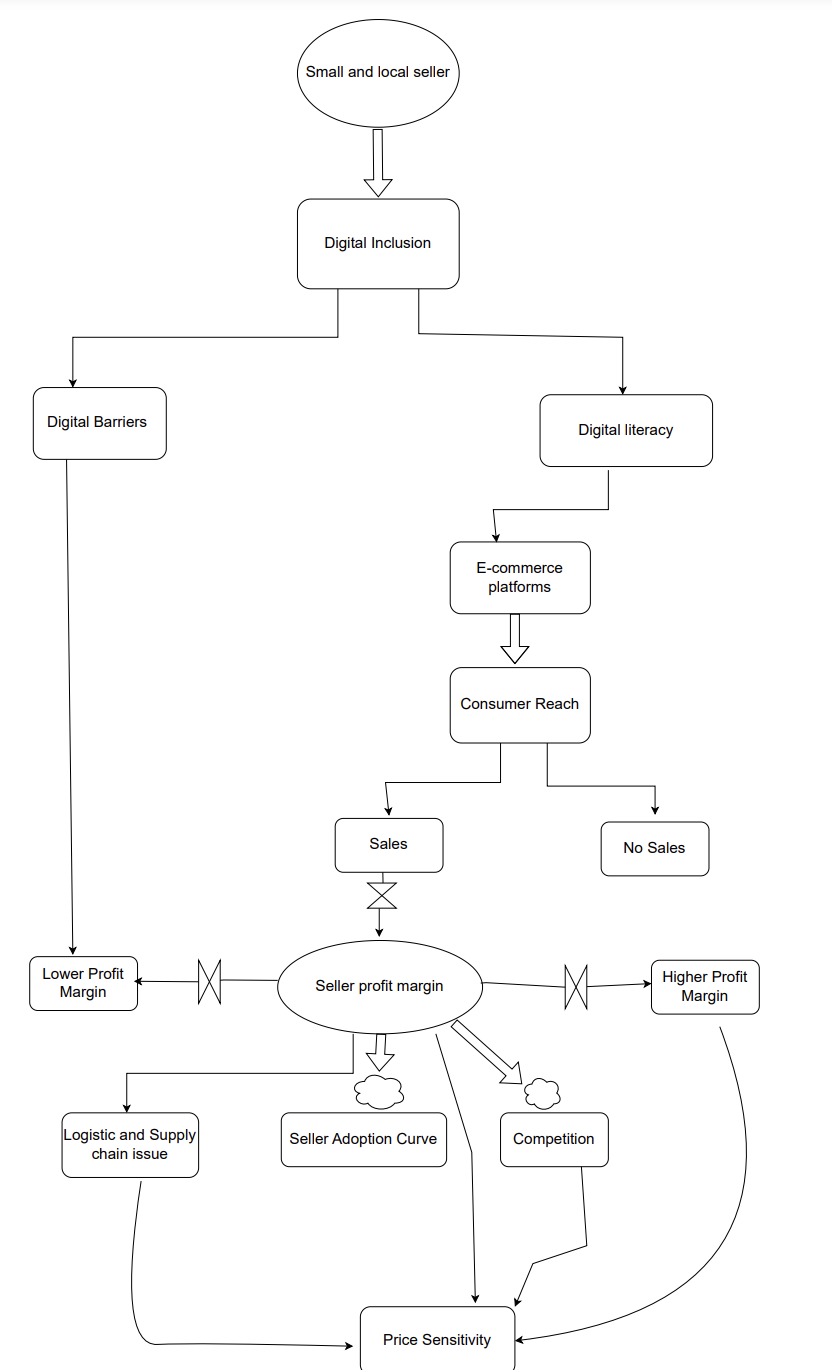 Small and local seller
Digital Inclusion
Digital Barriers
Digital literacy
E-commerce
platforms
Consumer Reach
Sales
No Sales
Lower Profit
Margin
Seller profit margin
Higher Profit
Margin
Logistic and Supply
chain issue
Seller Adoption Curve
Competition
Price Sensitivity